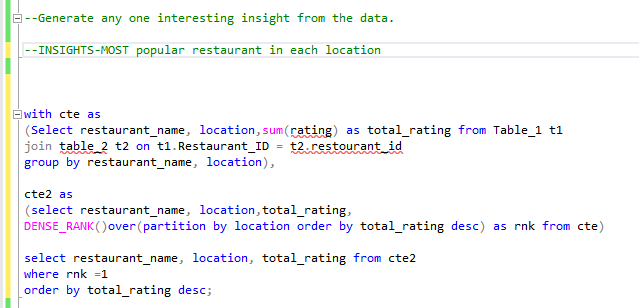 --Generate any one interesting insight from the data.
--INSIGHTS-MOST popular restaurant in each location
with cte as
(Select restaurant_name, location,sum(rating) as total_rating from Table_1 t1
join table_2 t2 on t1.Restaurant_ID = t2.restourant_id
group by restaurant_name, location),
cte2 as
(select restaurant_name, location,total_rating,
DENSE_RANK()over(partition by location order by total_rating desc) as rnk from cte)
select restaurant_name, location, total_rating from cte2
where rnk =1
order by total_rating desc;